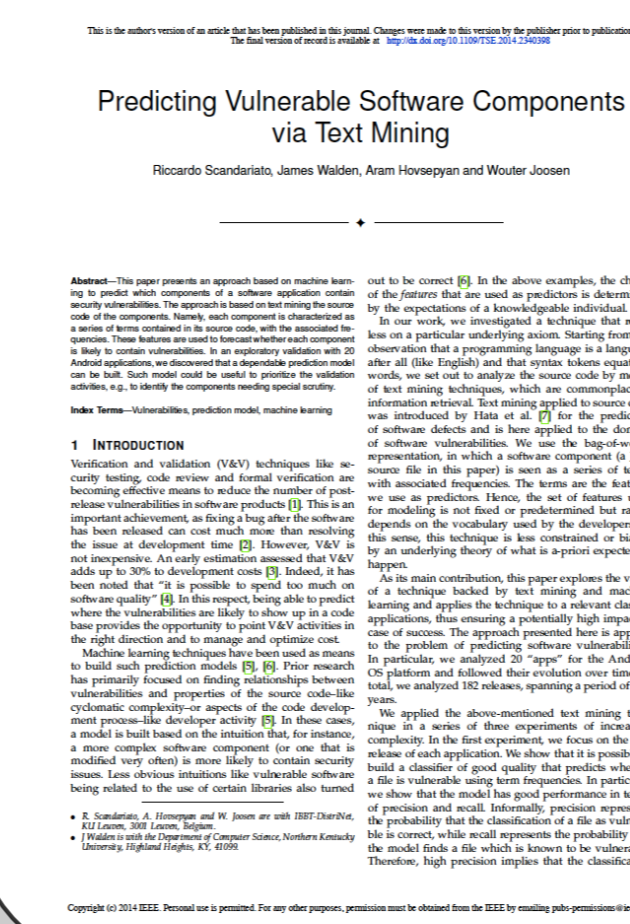 This is the author's version of an article that has been published in this journal. Changes were made to this version by the publisher prior to publication
The final version of record is available at http://dx.doi.org/10.1109/TSE.2014.2340398
Predicting Vulnerable Software Components
via Text Mining
Riccardo Scandariato, James Walden, Aram Hovsepyan and Wouter Joosen
Abstract—This paper presents an approach based on machine learn-
ing to predict which components of a software application contain
security vulnerabilities. The approach is based on text mining the source
code of the components. Namely, each component is characterized as
a series of terms contained in its source code, with the associated fre-
quencies. These features are used to forecast whether each component
is likely to contain vulnerabilities. In an exploratory validation with 20
Android applications, we discovered that a dependable prediction model
can be built. Such model could be useful to prioritize the validation
activities, e.g., to identify the components needing special scrutiny.
Index Terms—Vulnerabilities, prediction model, machine learning
1 INTRODUCTION
Verification and validation (V&V) techniques like se-
curity testing, code review and formal verification are
becoming effective means to reduce the number of post-
release vulnerabilities in software products [1]. This is an
important achievement, as fixing a bug after the software
has been released can cost much more than resolving
the issue at development time [2]. However, V&V is
not inexpensive. An early estimation assessed that V&V
adds up to 30% to development costs [3]. Indeed, it has
been noted that “it is possible to spend too much on
software quality” [4]. In this respect, being able to predict
where the vulnerabilities are likely to show up in a code
base provides the opportunity to point V&V activities in
the right direction and to manage and optimize cost.
Machine learning techniques have been used as means
to build such prediction models [5], [6]. Prior research
has primarily focused on finding relationships between
vulnerabilities and properties of the source code–like
cyclomatic complexity–or aspects of the code develop-
ment process–like developer activity [5]. In these cases,
a model is built based on the intuition that, for instance,
a more complex software component (or one that is
modified very often) is more likely to contain security
issues. Less obvious intuitions like vulnerable software
being related to the use of certain libraries also turned
• R. Scandariato, A. Hovsepyan and W. Joosen are with IBBT-DistriNet,
KU Leuven, 3001 Leuven, Belgium.
• J Walden is with the Department of Computer Science, Northern Kentucky
University, Highland Heights, KY, 41099.
out to be correct [6]. In the above examples, the ch
of the features that are used as predictors is determ
by the expectations of a knowledgeable individual.
In our work, we investigated a technique that r
less on a particular underlying axiom. Starting from
observation that a programming language is a langu
after all (like English) and that syntax tokens equat
words, we set out to analyze the source code by me
of text mining techniques, which are commonplac
information retrieval. Text mining applied to source c
was introduced by Hata et al. [7] for the predic
of software defects and is here applied to the dor
of software vulnerabilities. We use the bag-of-w
representation, in which a software component (a
source file in this paper) is seen as a series of te
with associated frequencies. The terms are the feat
we use as predictors. Hence, the set of features u
for modeling is not fixed or predetermined but ra
depends on the vocabulary used by the developer
this sense, this technique is less constrained or bia
by an underlying theory of what is a-priori expecte
happen.
As its main contribution, this paper explores the v
of a technique backed by text mining and mac
learning and applies the technique to a relevant clas
applications, thus ensuring a potentially high impac
case of success. The approach presented here is app
to the problem of predicting software vulnerabili
In particular, we analyzed 20 “apps” for the And
OS platform and followed their evolution over time
total, we analyzed 182 releases, spanning a period of
years.
We applied the above-mentioned text mining t
nique in a series of three experiments of increa
complexity. In the first experiment, we focus on the
release of each application. We show that it is possib
build a classifier of good quality that predicts whe
a file is vulnerable using term frequencies. In partic
we show that the model has good performance in te
of precision and recall. Informally, precision repres
the probability that the classification of a file as vuln
ble is correct, while recall represents the probability
the model finds a file which is known to be vulnera
Therefore, high precision implies that the classifica
Copyright (c) 2014 IEEE. Personal use is permitted. For any other purposes, permission must be obtained from the IEEE by emailing pubs-permissions@ie